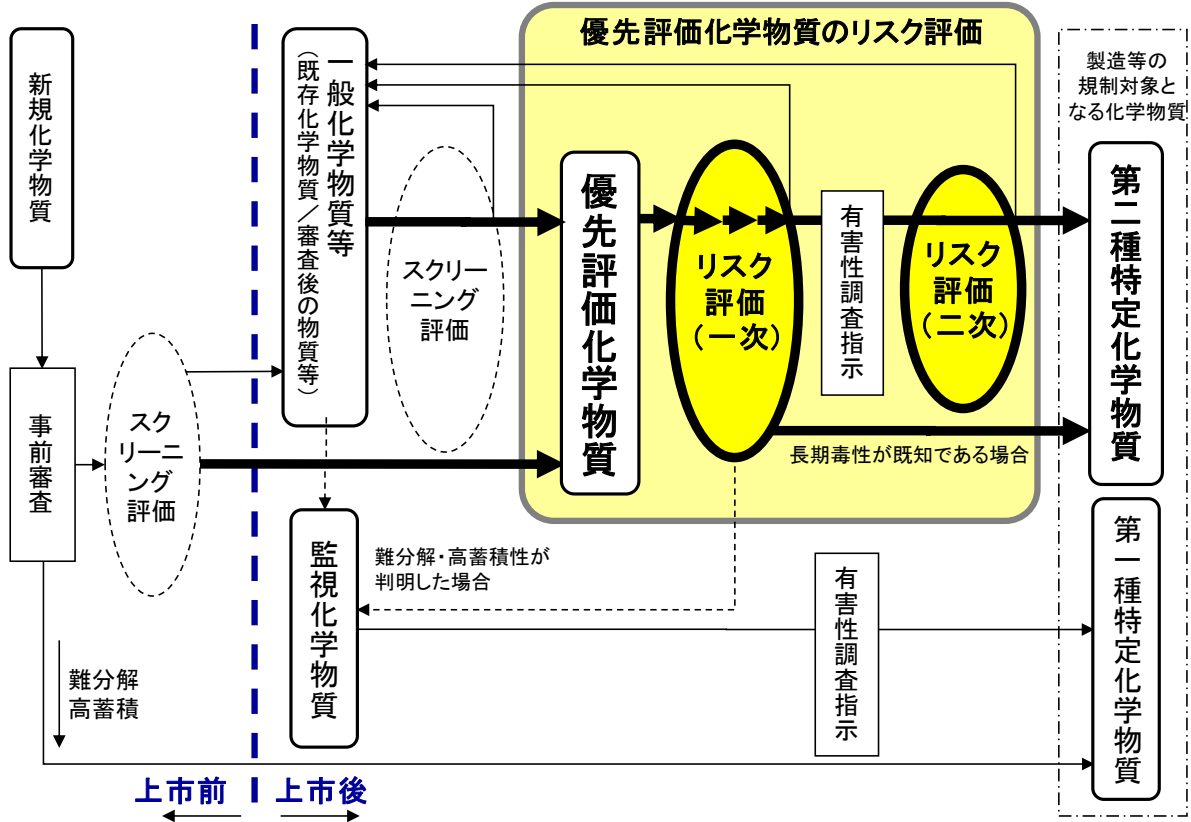 優先評価化学物質のリスク評価
新規化学物質
一般化学物質等
（既存化学物質／審査後の物質等）
製造等の
規制対象と
なる化学物質
スクリー
ニング
評価
優先評価化学物質
リスク
評価
（一次）
有害性調査指示
リスク
評価
（二次）
第二種特定化学物質
事前審査
スク
リーニ
ング
評価
長期毒性が既知である場合
監視化学物質
難分解・高蓄積性が
判明した場合
有害性調査指示
第一種特定化学物質
難分解
高蓄積
上市前
上市後